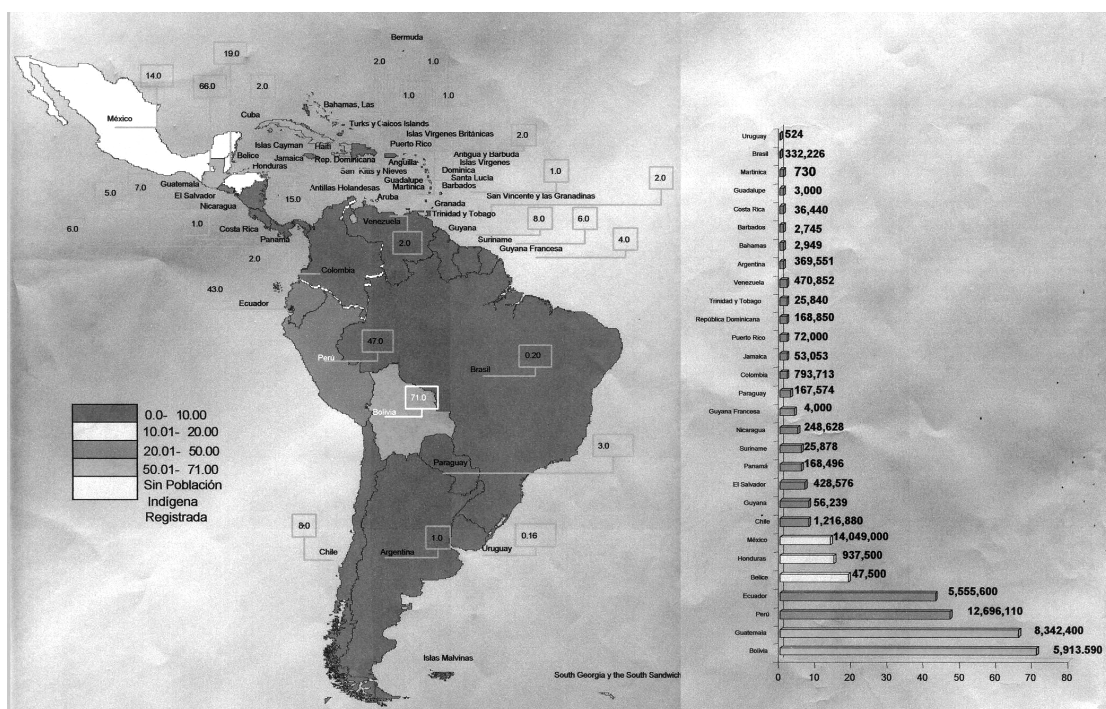 Bermuda
19.0
2.0
1.0
14.0
66.0
2.0
1.0
1.0
Bahamas, Las
México
Cuba
Turks y Caicos Islands
Islas Vírgenes Británicas
2.0
Islas Cayman
Haití
Puerto Rico
Belice
Jamaica
Rep. Dominicana
Anguilla
Antigua y Barbuda
Islas Vírgenes
Honduras
San Kitts y Nieves
Dominica
1.0
2.0
Guatemala
Guadalupe
Santa Lucía
5.0
7.0
El Salvador
Antillas Holandesas
Martinica
Barbados
15.0
Aruba
San Vincente y las Granadinas
Nicaragua
Granada
Trinidad y Tobago
6.0
1.0
Costa Rica
Venezuela
Guyana
8.0
6.0
Panamá
2.0
Suriname
4.0
Guyana Francesa
2.0
Colombia
43.0
Ecuador
47.0
Perú
0.20
Brasil
71.0
Bolivia
3.0
Paraguay
0.0- 10.00
10.01- 20.00
20.01- 50.00
50.01- 71.00
Sin Población
Indígena
Registrada
8.0
Chile
Argentina
1.0
0.16
Uruguay
Islas Malvinas
South Georgia y the South Sandwich
Uruguay 524
Brasil 332,226
Martinica 730
Guadalupe 3,000
Costa Rica 36,440
Barbados 2,745
Bahamas 2,949
Argentina 369,551
Venezuela 470,852
Trinidad y Tobago 25,840
República Dominicana 168,850
Puerto Rico 72,000
Jamaica 53,053
Colombia 793,713
Paraguay 167,574
Guyana Francesa 4,000
Nicaragua 248,628
Suriname 25,878
Panamá 168,496
El Salvador 428,576
Guyana 56,239
Chile 1,216,880
México 14,049,000
Honduras 937,500
Belice 47,500
Ecuador 5,555,600
Perú 12,696,110
Guatemala 8,342,400
Bolivia 5,913.590
0 10 20 30 40 50 60 70 80